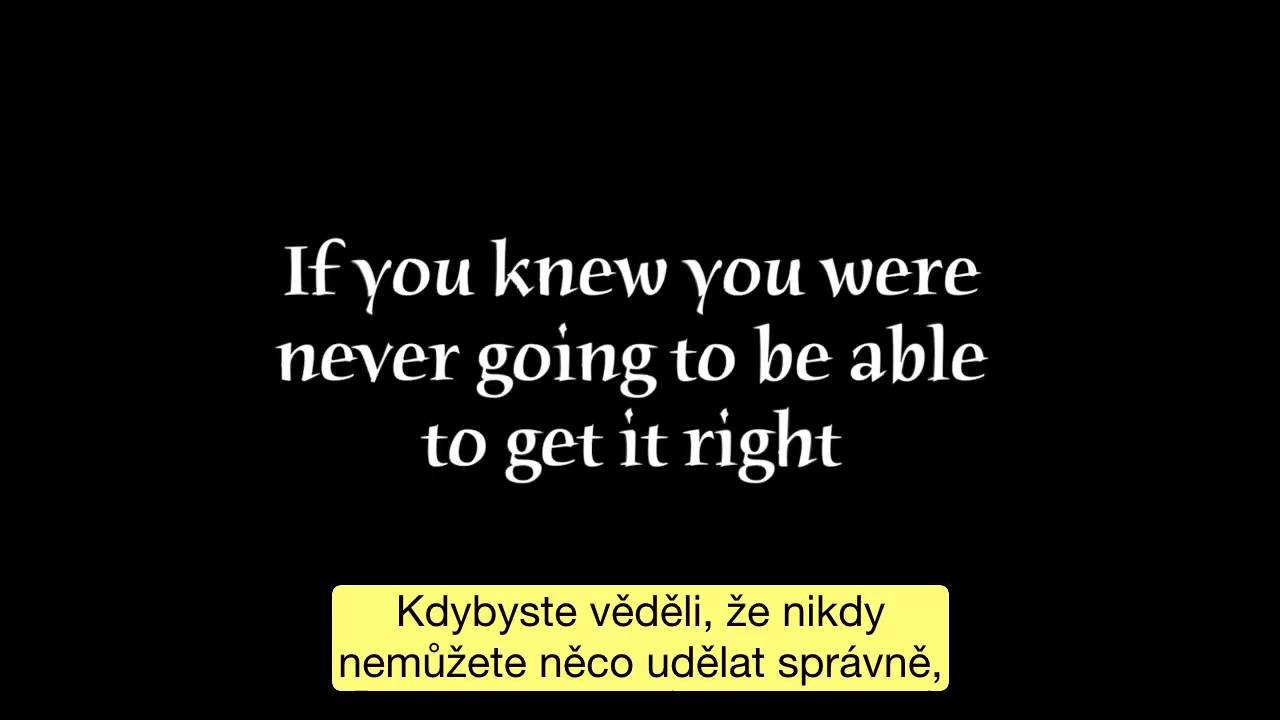 If you knew you were
never going to be able
to get it right
Kdybyste věděli, že nikdy
nemůžete něco udělat správně,